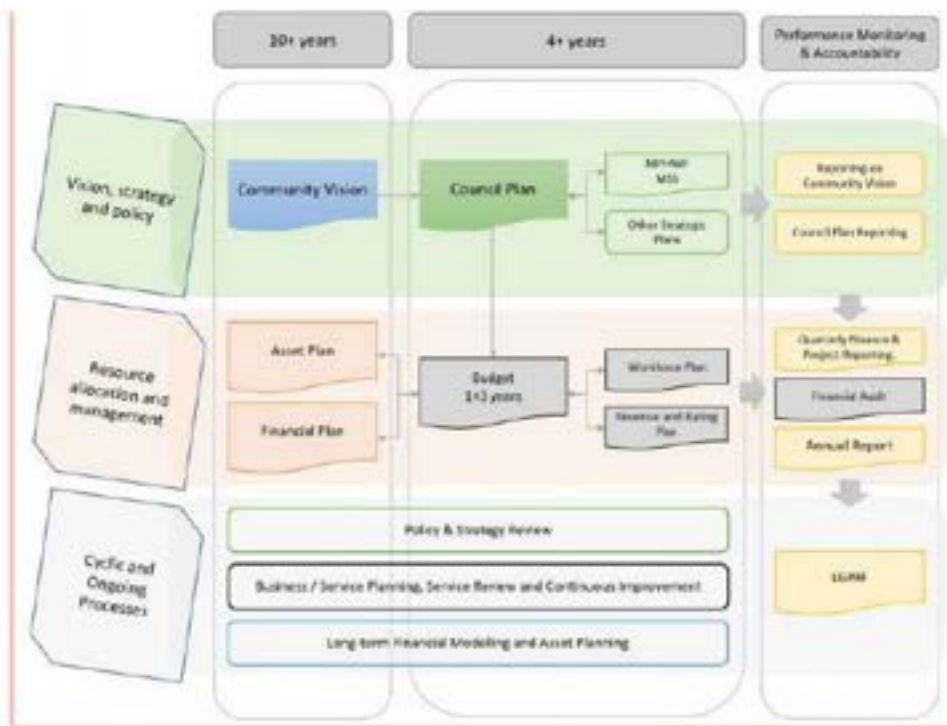 10+ years
4+ years
Performance Monitoring
& Accountability
Vision, strategy
and policy
Community Vision
Council Plan
MSS
Other Strategic
Plans
Reporting on
Community Vision
Council Plan Reporting
Resource
allocation and
management
Asset Plan
Financial Plan
Budget
1+3 years
Workforce Plan
Revenue and Rating
Plan
Quarterly Finance &
Project Reporting
Financial Audit
Annual Report
Cyclic and
Ongoing
Processes
Policy & Strategy Review
Business / Service Planning, Service Review and Continuous Improvement
Long-term Financial Modelling and Asset Planning